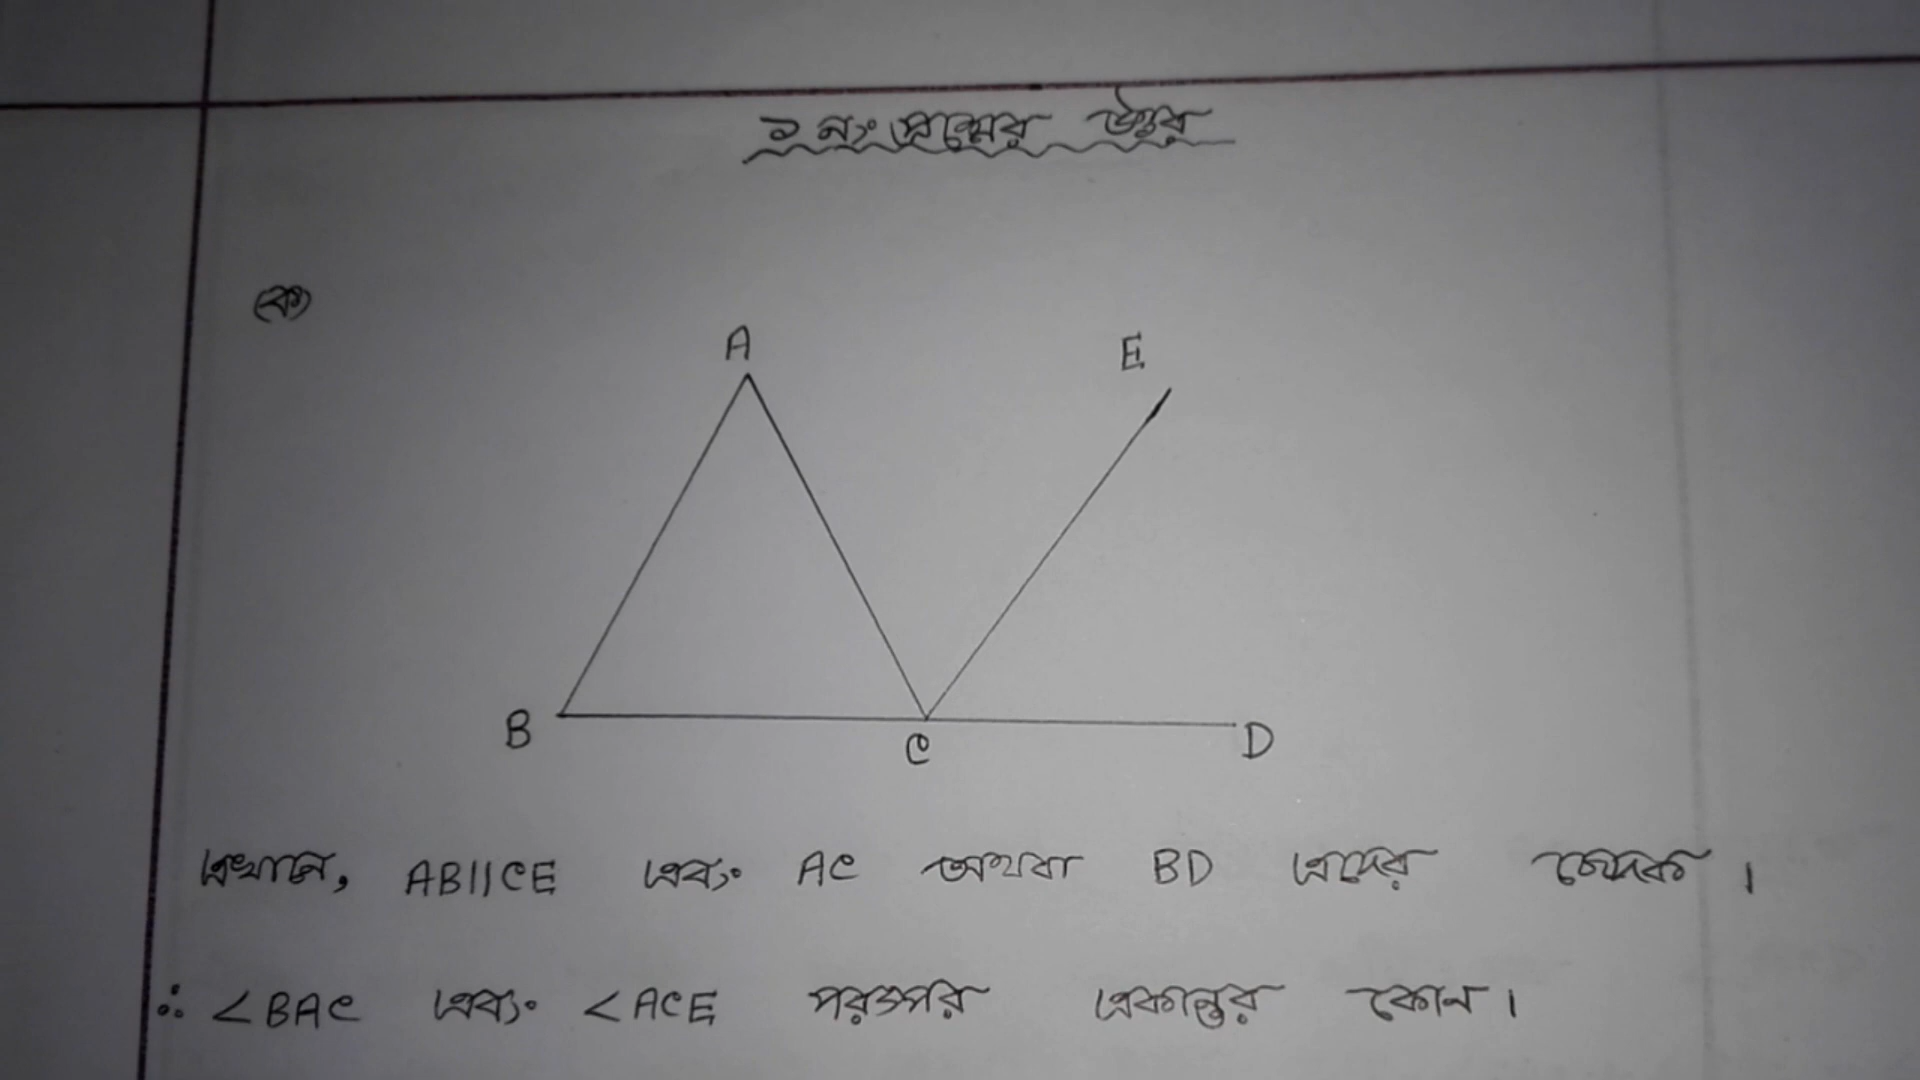 ১ নং প্রশ্নের উত্তর
(ক)
A
E
B
C
D
এখানে, AB||CE এবং AC অথবা BD এদের ছেদক ।
∴ <BAC এবং <ACE পরস্পর একান্তর কোন ।